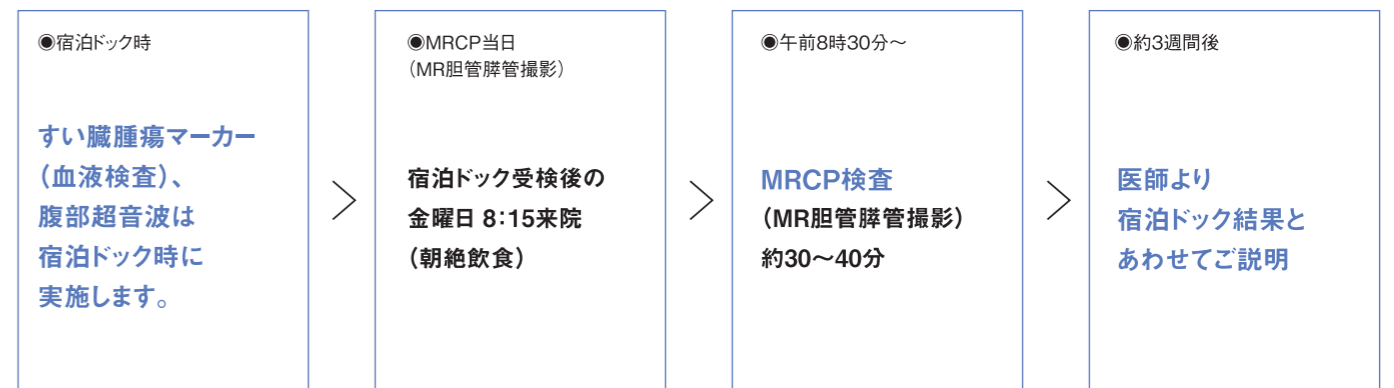 ◉宿泊ドック時
すい臓腫瘍マーカー
（血液検査）、
腹部超音波は
宿泊ドック時に
実施します。
◉MRCP当日
（MR胆管膵管撮影）
宿泊ドック受検後の
金曜日 8：15来院
（朝絶飲食）
◉午前8時30分〜
MRCP検査
（MR胆管膵管撮影）
約30〜40分
◉約3週間後
医師より
宿泊ドック結果と
あわせてご説明